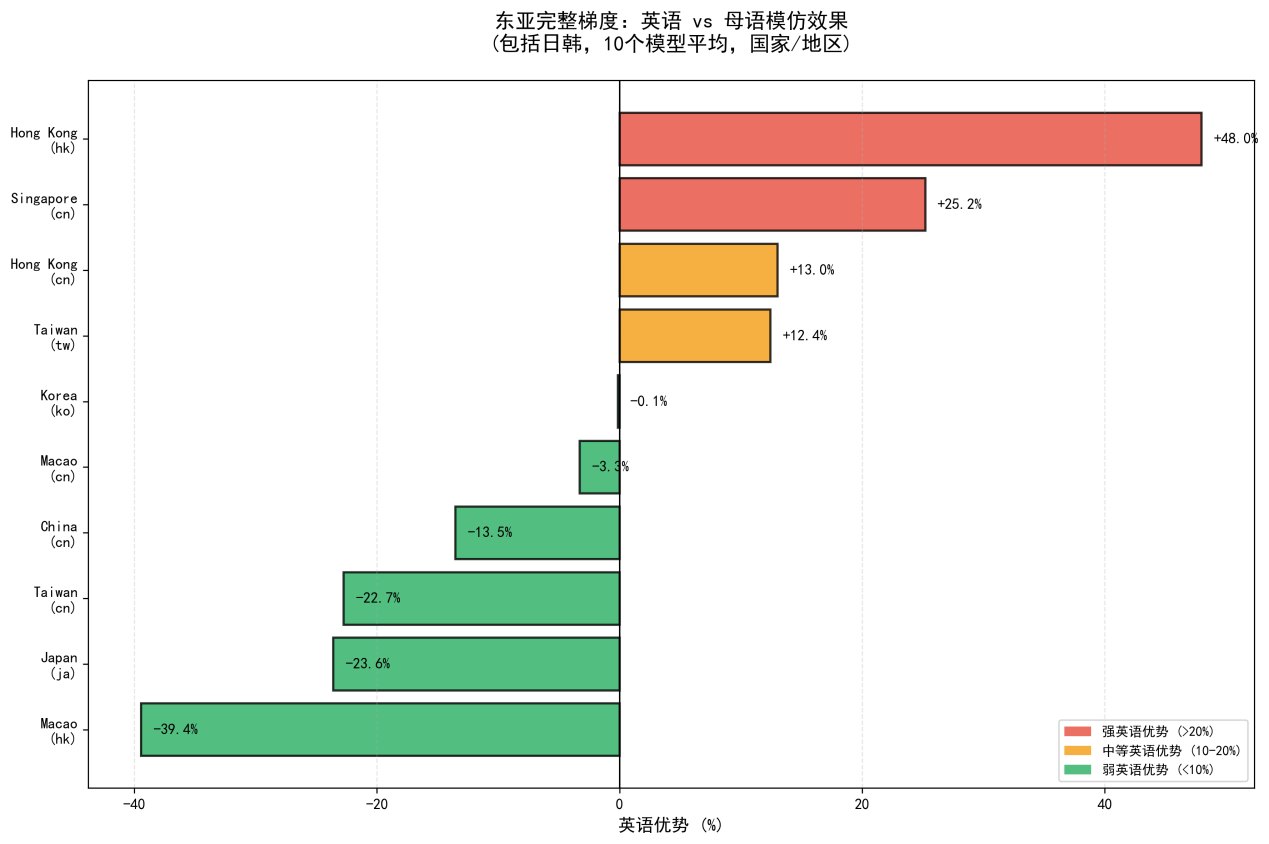 东亚完整梯度：英语 vs 母语模仿效果
(包括日韩，10个模型平均，国家/地区)
Hong Kong
(hk)
+48.0%
Singapore
(cn)
+25.2%
Hong Kong
(cn)
+13.0%
Taiwan
(tw)
+12.4%
Korea
(ko)
−0.1%
Macao
(cn)
−3.3%
China
(cn)
−13.5%
Taiwan
(cn)
−22.7%
Japan
(ja)
−23.6%
Macao
(hk)
−39.4%
强英语优势 (>20%)
中等英语优势 (10-20%)
弱英语优势 (<10%)
−40 −20 0 20 40
英语优势 (%)